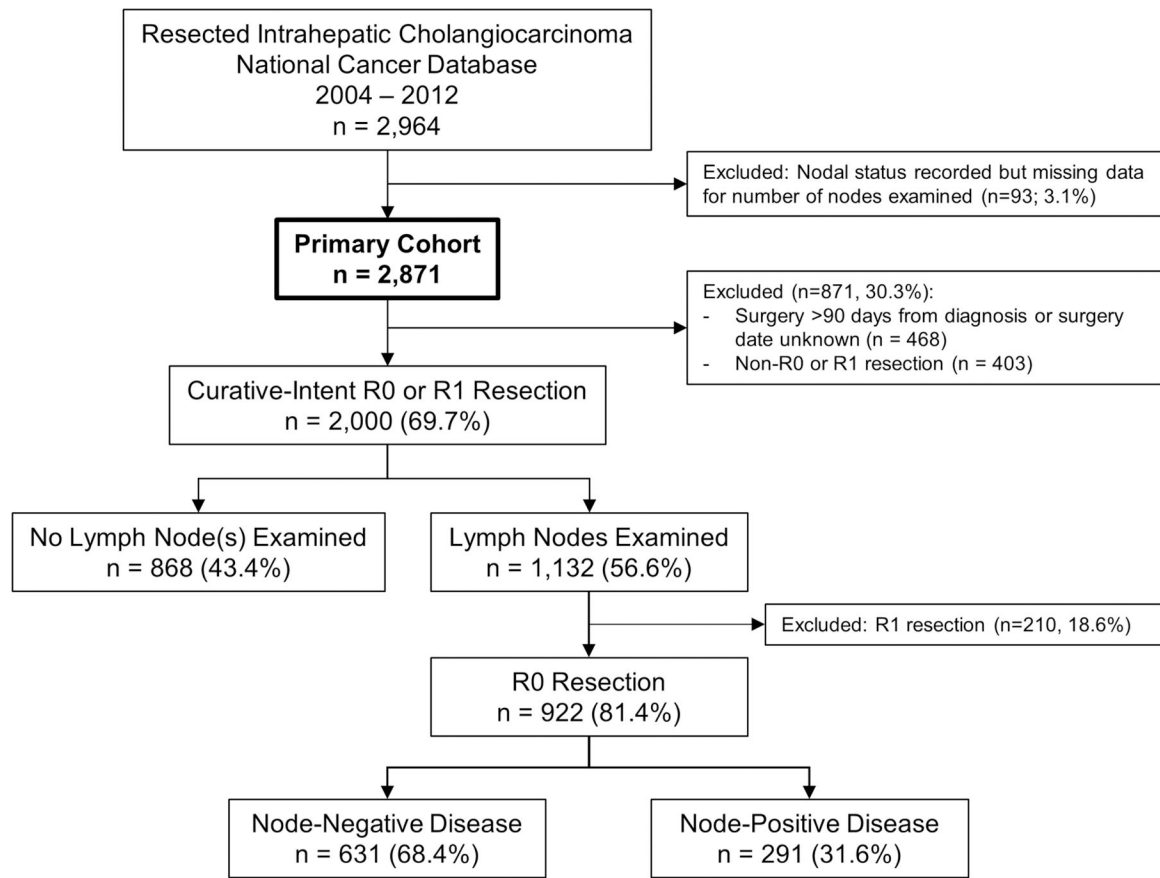 Resected Intrahepatic Cholangiocarcinoma
National Cancer Database
2004 – 2012
n = 2,964
Excluded: Nodal status recorded but missing data
for number of nodes examined (n=93; 3.1%)
Primary Cohort
n = 2,871
Excluded (n=871, 30.3%):
- Surgery >90 days from diagnosis or surgery
date unknown (n = 468)
- Non-R0 or R1 resection (n = 403)
Curative-Intent R0 or R1 Resection
n = 2,000 (69.7%)
No Lymph Node(s) Examined
n = 868 (43.4%)
Lymph Nodes Examined
n = 1,132 (56.6%)
Excluded: R1 resection (n=210, 18.6%)
R0 Resection
n = 922 (81.4%)
Node-Negative Disease
n = 631 (68.4%)
Node-Positive Disease
n = 291 (31.6%)